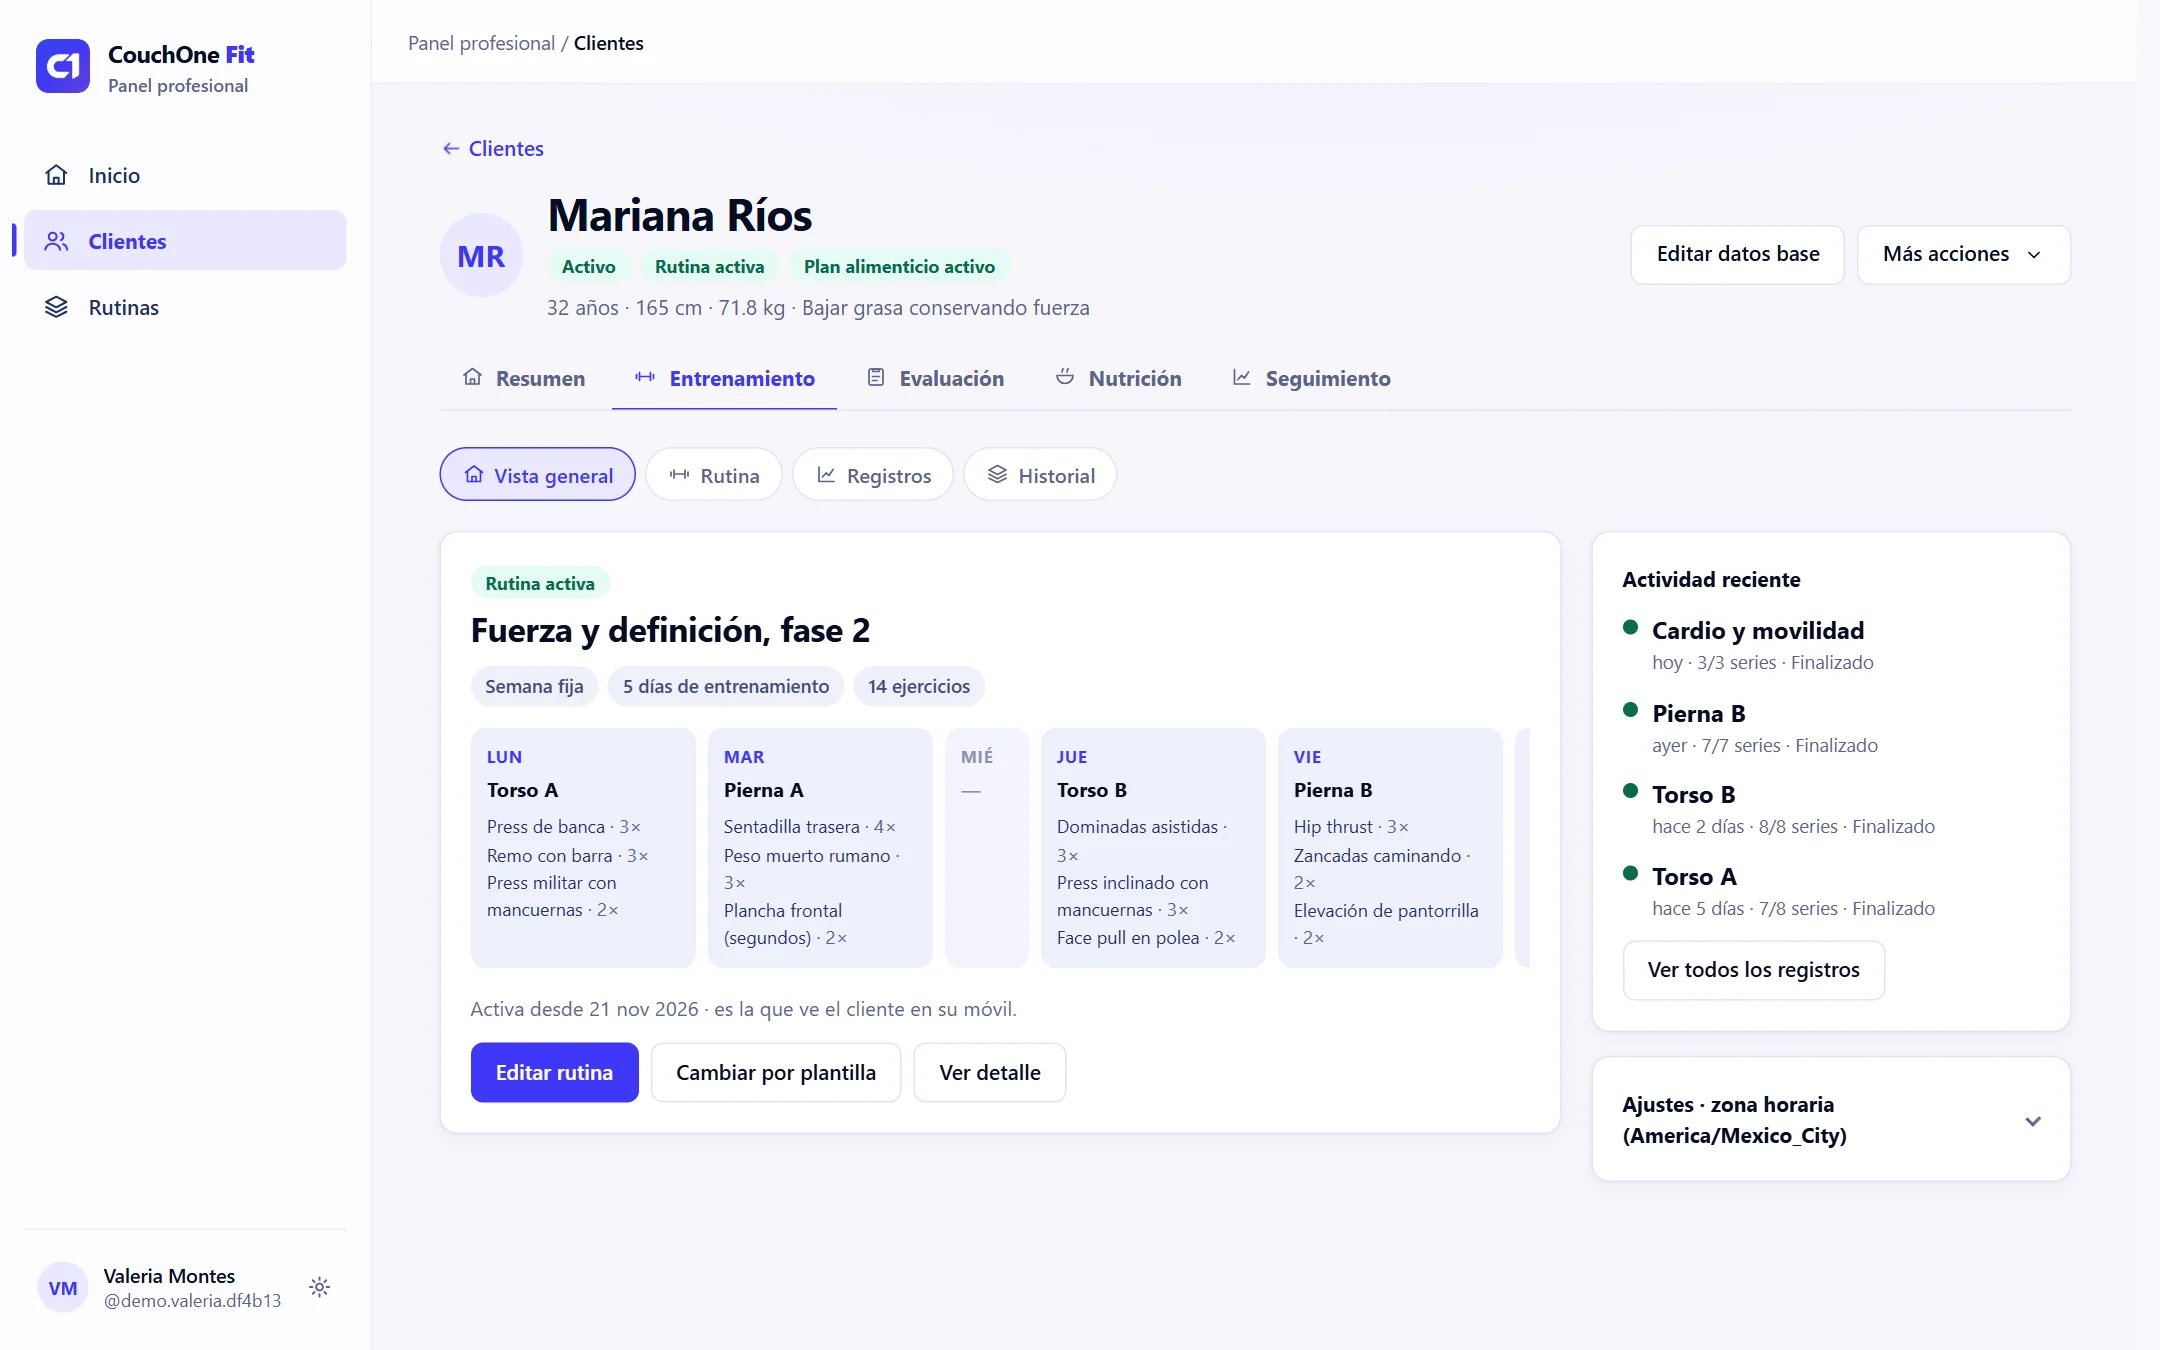 C1
CouchOne Fit
Panel profesional
Inicio
Clientes
Rutinas
Valeria Montes
VM
@demo.valeria.df4b13
Panel profesional / Clientes
← Clientes
MR
Mariana Ríos
Activo
Rutina activa
Plan alimenticio activo
32 años · 165 cm · 71.8 kg · Bajar grasa conservando fuerza
Editar datos base
Más acciones
Resumen
Entrenamiento
Evaluación
Nutrición
Seguimiento
Vista general
Rutina
Registros
Historial
Rutina activa
Fuerza y definición, fase 2
Semana fija
5 días de entrenamiento
14 ejercicios
LUN
Torso A
Press de banca · 3×
Remo con barra · 3×
Press militar con
mancuernas · 2×
MAR
Pierna A
Sentadilla trasera · 4×
Peso muerto rumano ·
3×
Plancha frontal
(segundos) · 2×
MIÉ
—
JUE
Torso B
Dominadas asistidas ·
3×
Press inclinado con
mancuernas · 3×
Face pull en polea · 2×
VIE
Pierna B
Hip thrust · 3×
Zancadas caminando ·
2×
Elevación de pantorrilla
· 2×
Activa desde 21 nov 2026 · es la que ve el cliente en su móvil.
Editar rutina
Cambiar por plantilla
Ver detalle
Actividad reciente
Cardio y movilidad
hoy · 3/3 series · Finalizado
Pierna B
ayer · 7/7 series · Finalizado
Torso B
hace 2 días · 8/8 series · Finalizado
Torso A
hace 5 días · 7/8 series · Finalizado
Ver todos los registros
Ajustes · zona horaria
(America/Mexico_City)